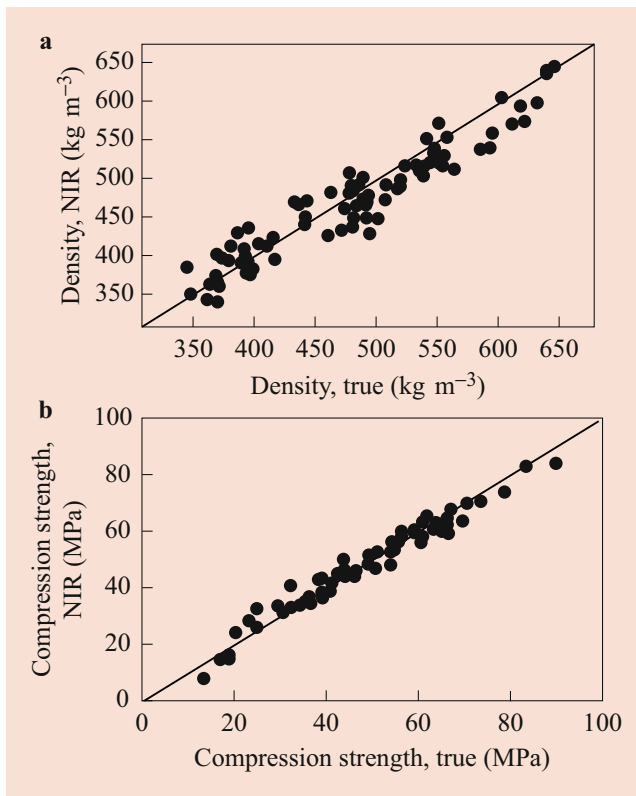 a
Density, NIR (kg m⁻³)
650
600
550
500
450
400
350
350 400 450 500 550 600 650
Density, true (kg m⁻³)
b
Compression strength,
NIR (MPa)
100
80
60
40
20
0
0 20 40 60 80 100
Compression strength, true (MPa)